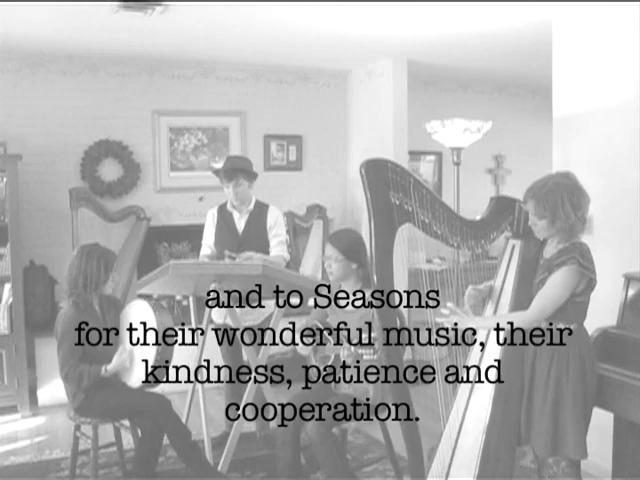 and to Seasons
for their wonderful music, their
kindness, patience and
cooperation.